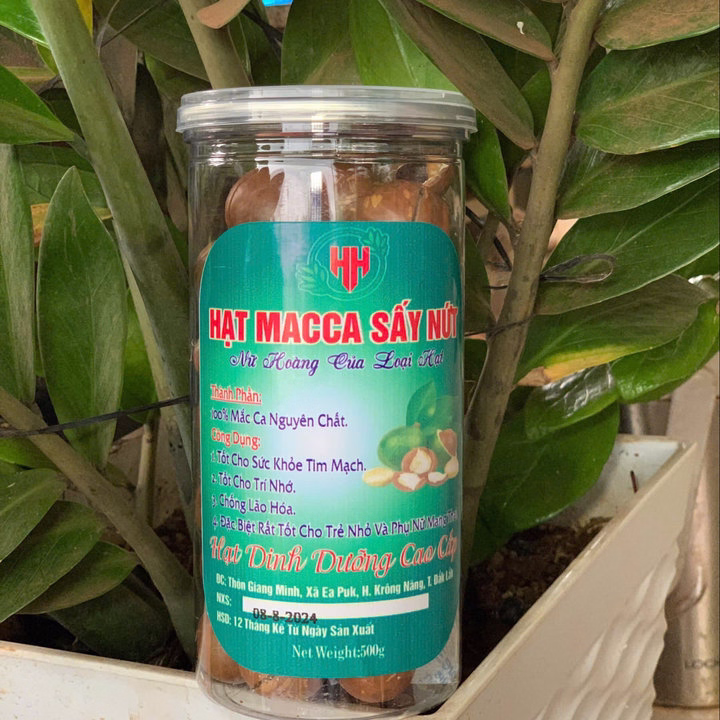 HH
HẠT MACCA SẤY NỨT
Nữ Hoàng Của Loại Hạt
Thành Phần:
100% Mắc Ca Nguyên Chất.
Công Dụng:
1. Tốt Cho Sức Khỏe Tim Mạch.
2. Tốt Cho Trí Nhớ.
3. Chống Lão Hóa.
4. Đặc Biệt Rất Tốt Cho Trẻ Nhỏ Và Phụ Nữ Mang
Hạt Dinh Dưỡng Cao Cấp
ĐC: Thôn Giang Minh, Xã Ea Puk, H. Krông Năng, T. Đắk Lắk
NXS: 08-8-2024
HSD: 12 Tháng Kể Từ Ngày Sản Xuất
Net Weight:500g